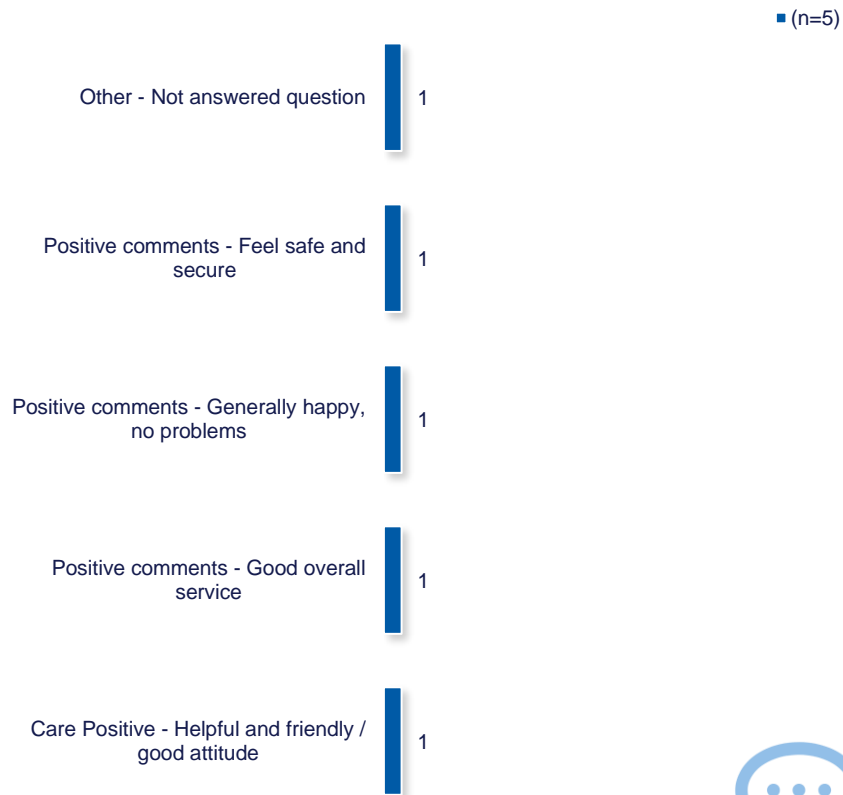 (n=5)
Other - Not answered question
1
Positive comments - Feel safe and
secure
1
Positive comments - Generally happy,
no problems
1
Positive comments - Good overall
service
1
Care Positive - Helpful and friendly /
good attitude
1